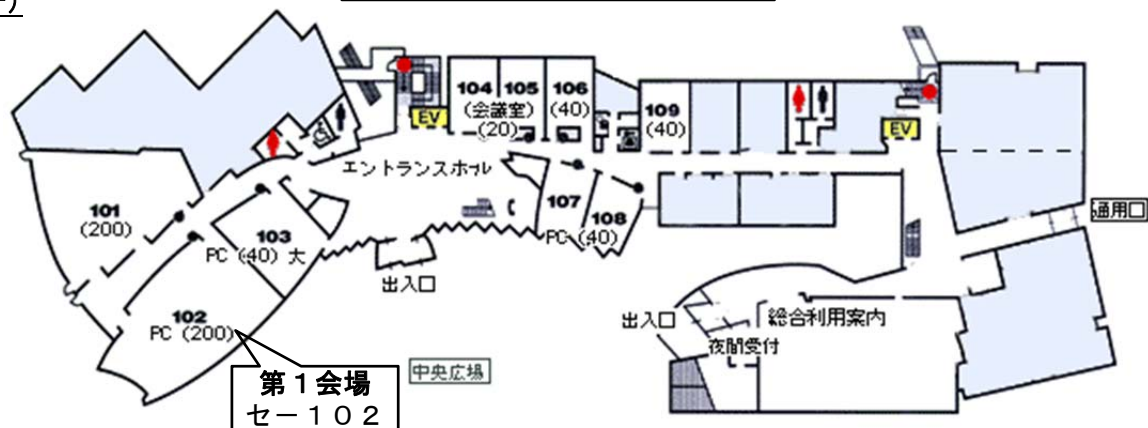 104
105
106
(会議室)
(20)
(40)
109
(40)
EV
EV
エントランスホール
101
(200)
103
PC (40) 大
107
108
PC (40)
通用口
出入口
102
PC (200)
出入口
総合利用案内
夜間受付
中央広場
第１会場
セー１０２